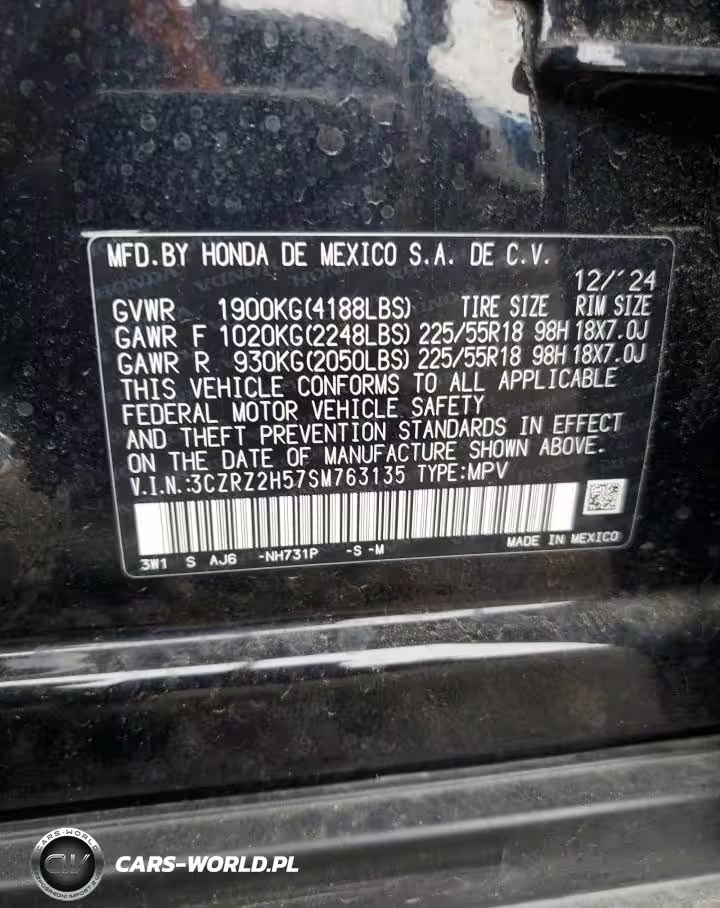 MFD.BY HONDA DE MEXICO S.A. DE C.V.
12/'24
GVWR 1900KG(4188LBS) TIRE SIZE RIM SIZE
GAWR F 1020KG(2248LBS) 225/55R18 98H 18X7.0J
GAWR R 930KG(2050LBS) 225/55R18 98H 18X7.0J
THIS VEHICLE CONFORMS TO ALL APPLICABLE
FEDERAL MOTOR VEHICLE SAFETY
AND THEFT PREVENTION STANDARDS IN EFFECT
ON THE DATE OF MANUFACTURE SHOWN ABOVE.
V.I.N.:3CZRZ2H57SM763135 TYPE:MPV
3W1 S AJ6 -NH731P -S -M MADE IN MEXICO
CARS-WORLD
CW
CARS-WORLD.PL